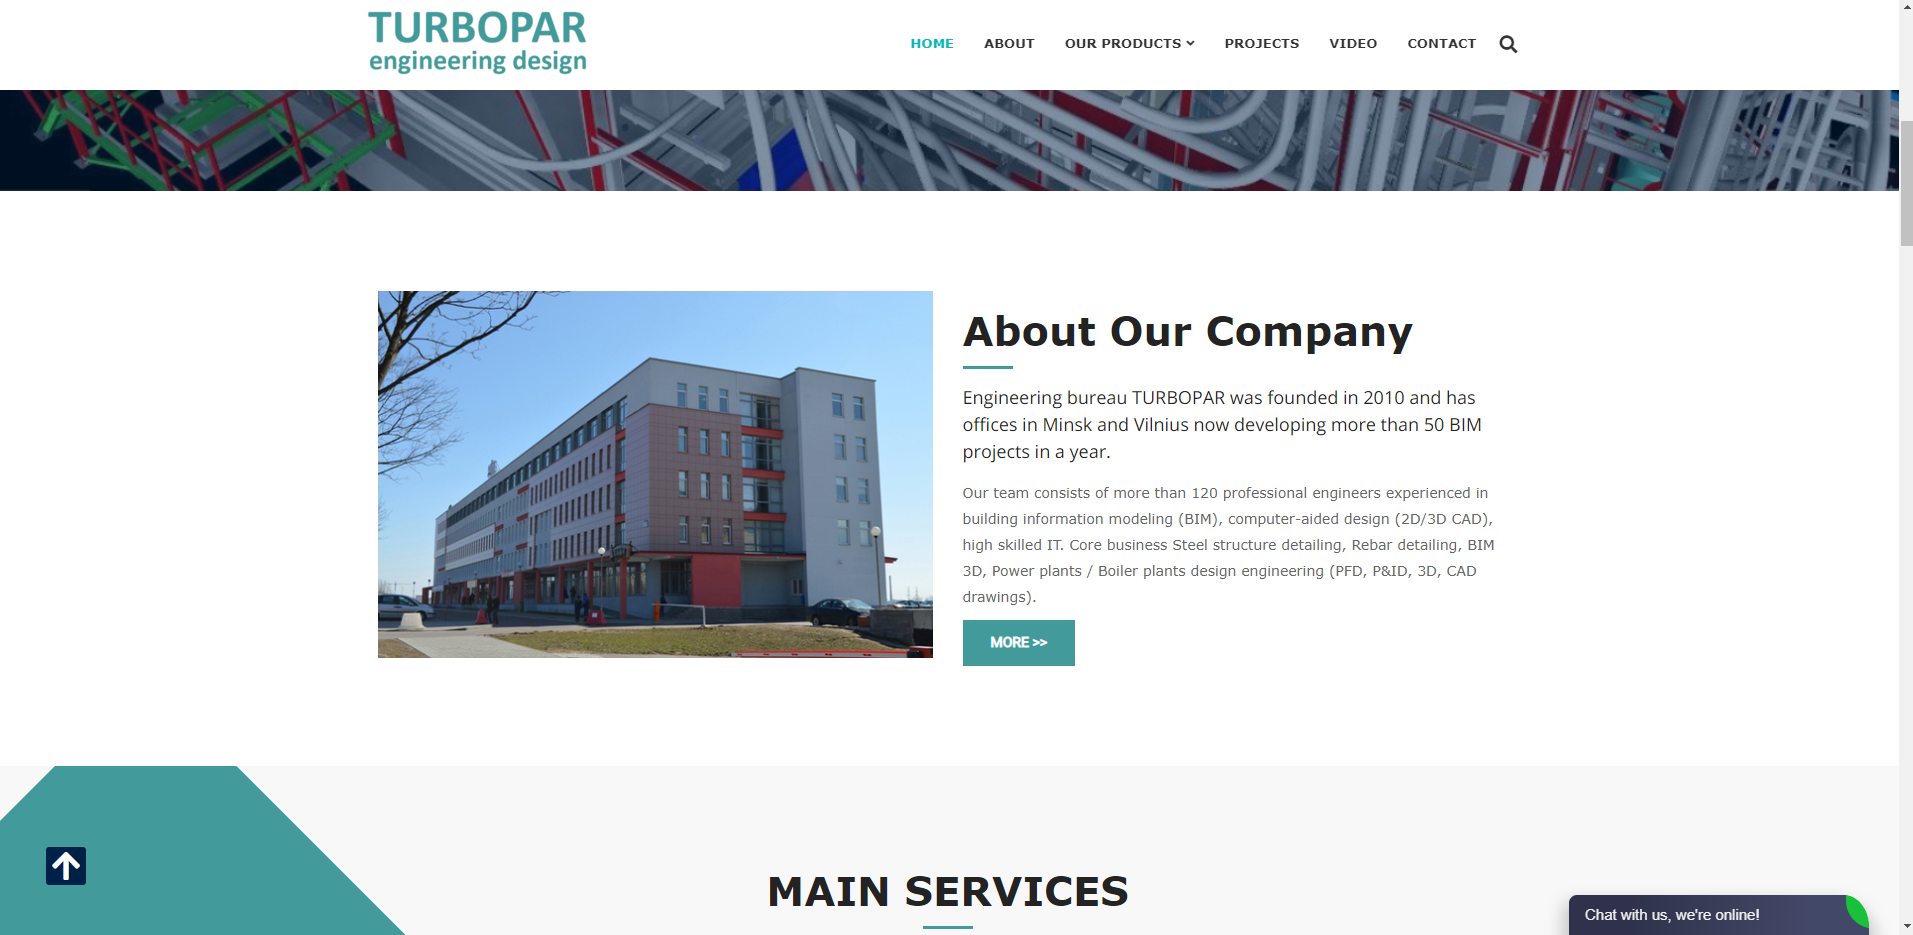 TURBOPAR
engineering design
HOME
ABOUT
OUR PRODUCTS
PROJECTS
VIDEO
CONTACT
About Our Company
Engineering bureau TURBOPAR was founded in 2010 and has
offices in Minsk and Vilnius now developing more than 50 BIM
projects in a year.
Our team consists of more than 120 professional engineers experienced in
building information modeling (BIM), computer-aided design (2D/3D CAD),
high skilled IT. Core business Steel structure detailing, Rebar detailing, BIM
3D, Power plants / Boiler plants design engineering (PFD, P&ID, 3D, CAD
drawings).
MORE >>
MAIN SERVICES
Chat with us, we're online!